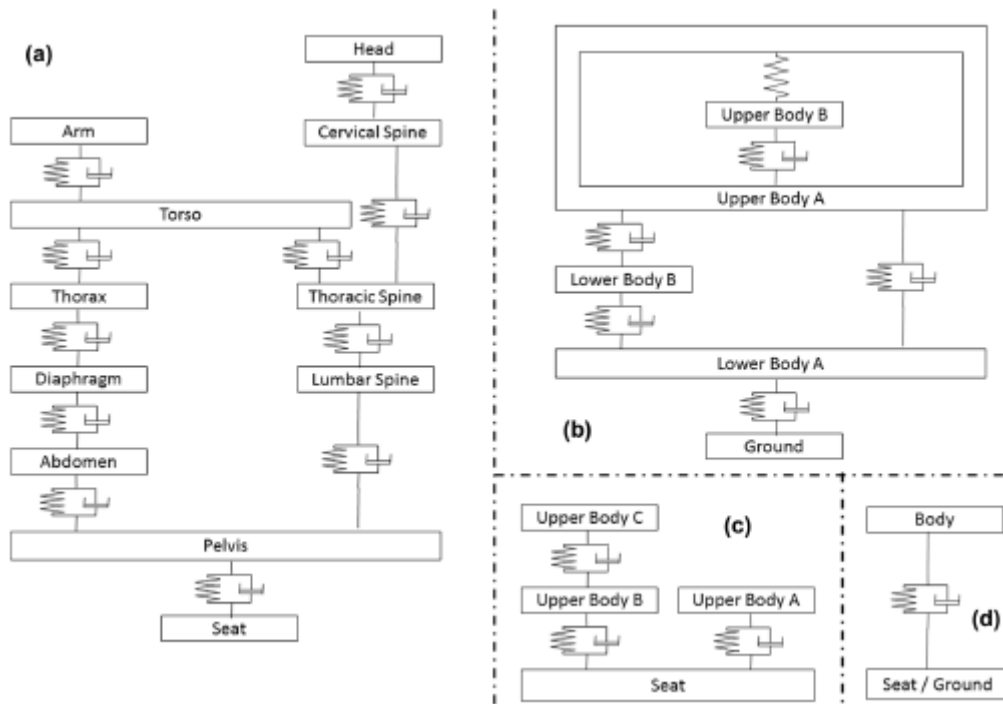 (a)
Head
Cervical Spine
Arm
Torso
Thorax
Thoracic Spine
Diaphragm
Lumbar Spine
Abdomen
Pelvis
Seat
Upper Body B
Upper Body A
Lower Body B
Lower Body A
(b)
Ground
Upper Body C
(c)
Upper Body B
Upper Body A
Seat
Body
(d)
Seat / Ground